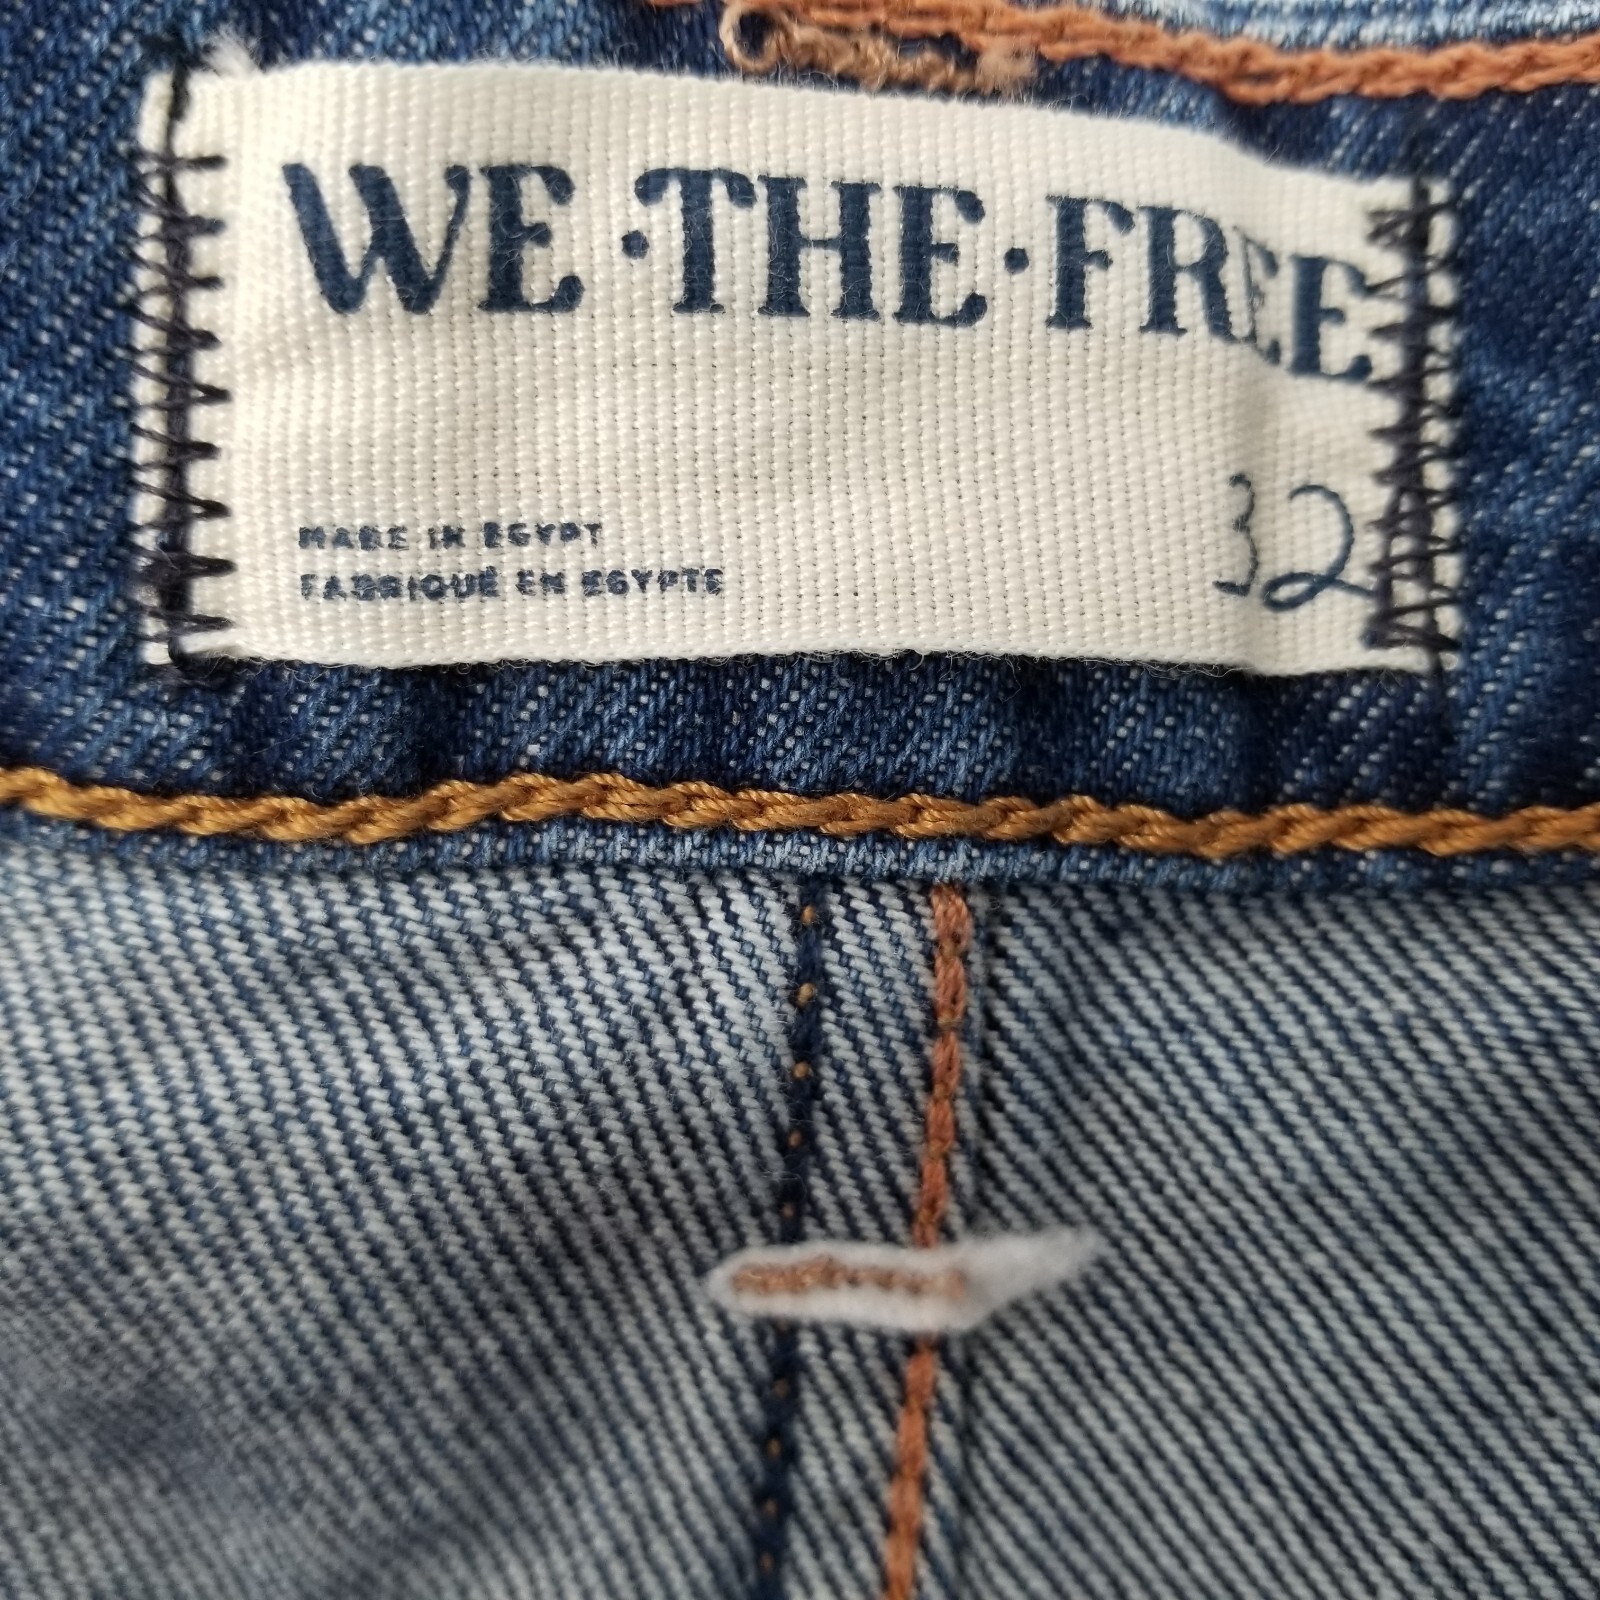 WE·THE·FREE
MADE IN EGYPT
FABRIQUÉ EN EGYPTE
32